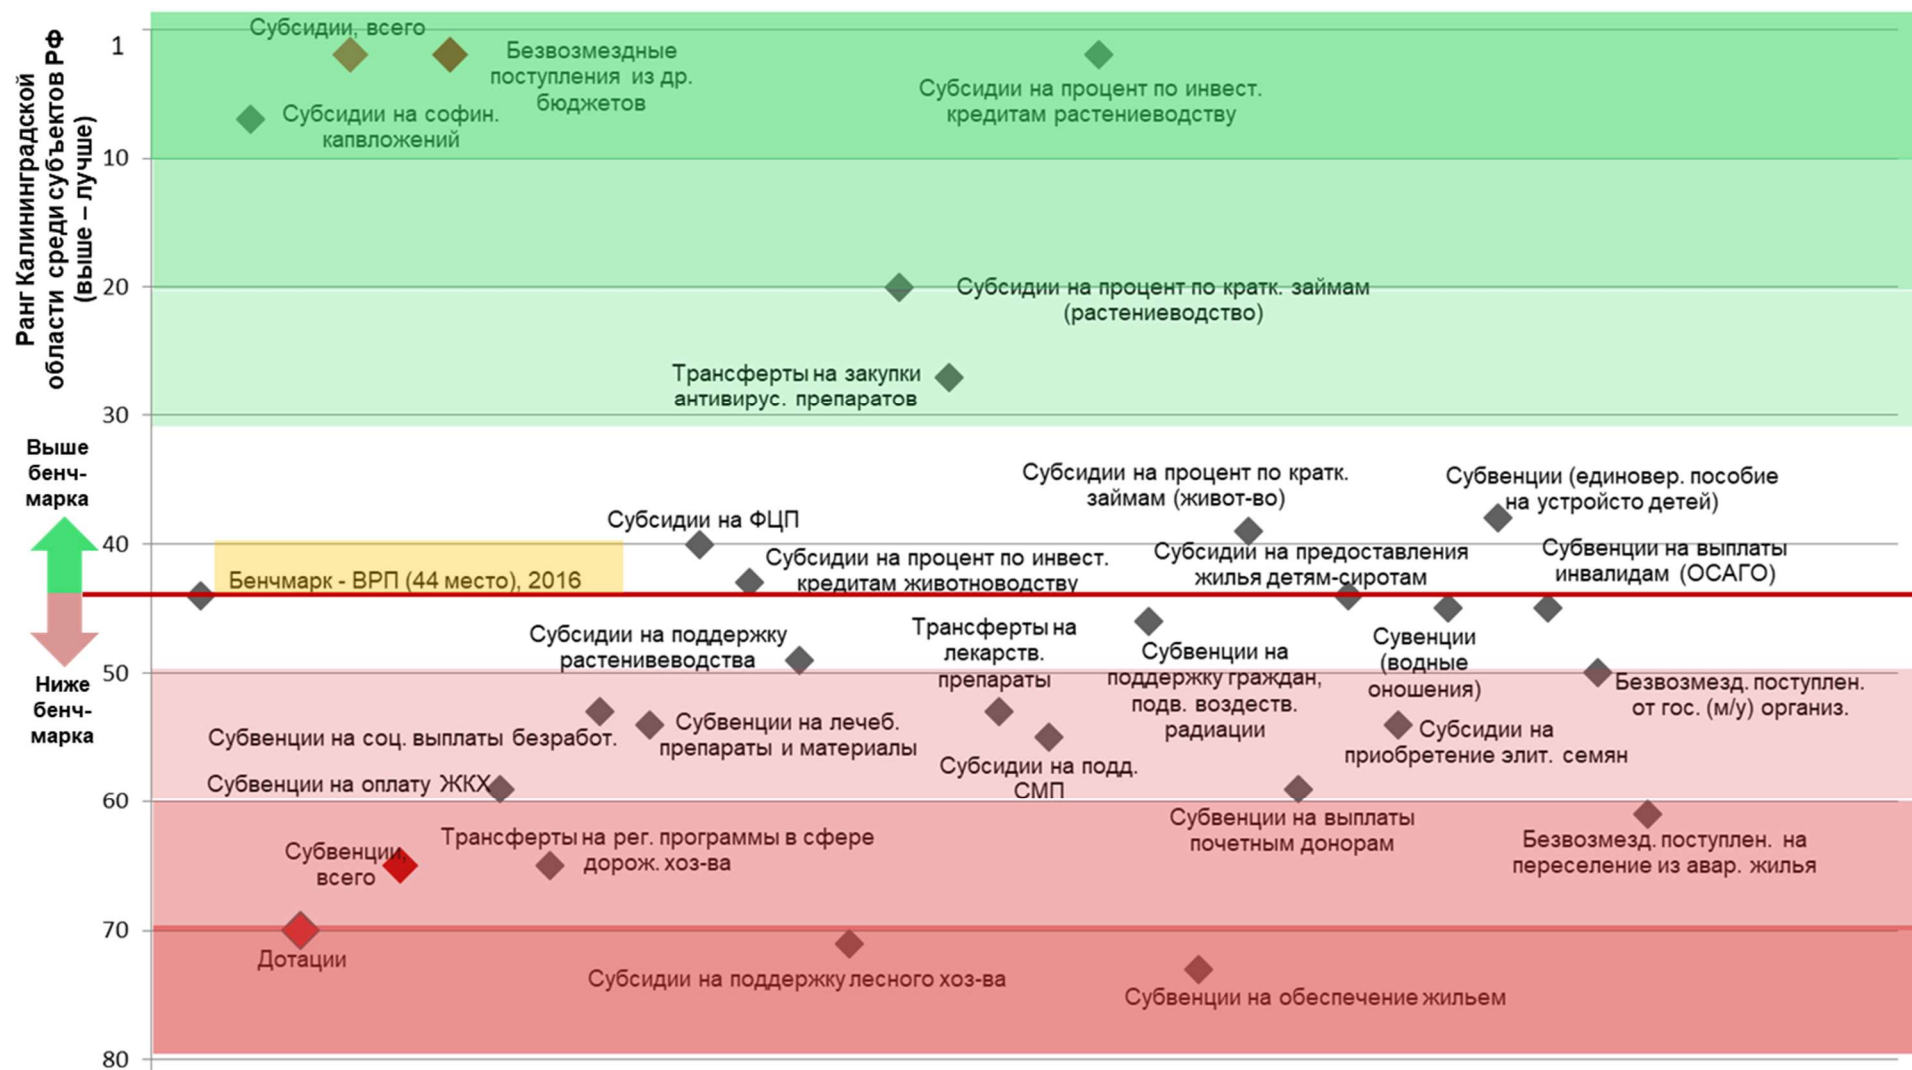 Ранг Калининградской
области среди субъектов РФ
(выше – лучше)
Выше
бенч-
марка
Ниже
бенч-
марка
1
10
20
30
40
50
60
70
80
Субсидии, всего
Безвозмездные
поступления из др.
бюджетов
Субсидии на софин.
капвложений
Субсидии на процент по инвест.
кредитам растениеводству
Субсидии на процент по кратк. займам
(растениеводство)
Трансферты на закупки
антивирус. препаратов
Субсидии на процент по кратк.
займам (живот-во)
Субвенции (единовер. пособие
на устройсто детей)
Субсидии на ФЦП
Субсидии на процент по инвест.
кредитам животноводству
Субсидии на предоставления
жилья детям-сиротам
Субвенции на выплаты
инвалидам (ОСАГО)
Бенчмарк - ВРП (44 место), 2016
Субсидии на поддержку
растенивеводства
Трансферты на
лекарств.
препараты
Субвенции на
поддержку граждан,
подв. воздеств.
радиации
Сувенции
(водные
оношения)
Безвозмезд. поступлен.
от гос. (м/у) организ.
Субвенции на соц. выплаты безработ.
Субвенции на лечеб.
препараты и материалы
Субсидии на
приобретение элит. семян
Субсидии на подд.
СМП
Субвенции на оплату ЖКХ
Субвенции на выплаты
почетным донорам
Безвозмезд. поступлен. на
переселение из авар. жилья
Субвенции,
всего
Трансферты на рег. программы в сфере
дорож. хоз-ва
Дотации
Субсидии на поддержку лесного хоз-ва
Субвенции на обеспечение жильем